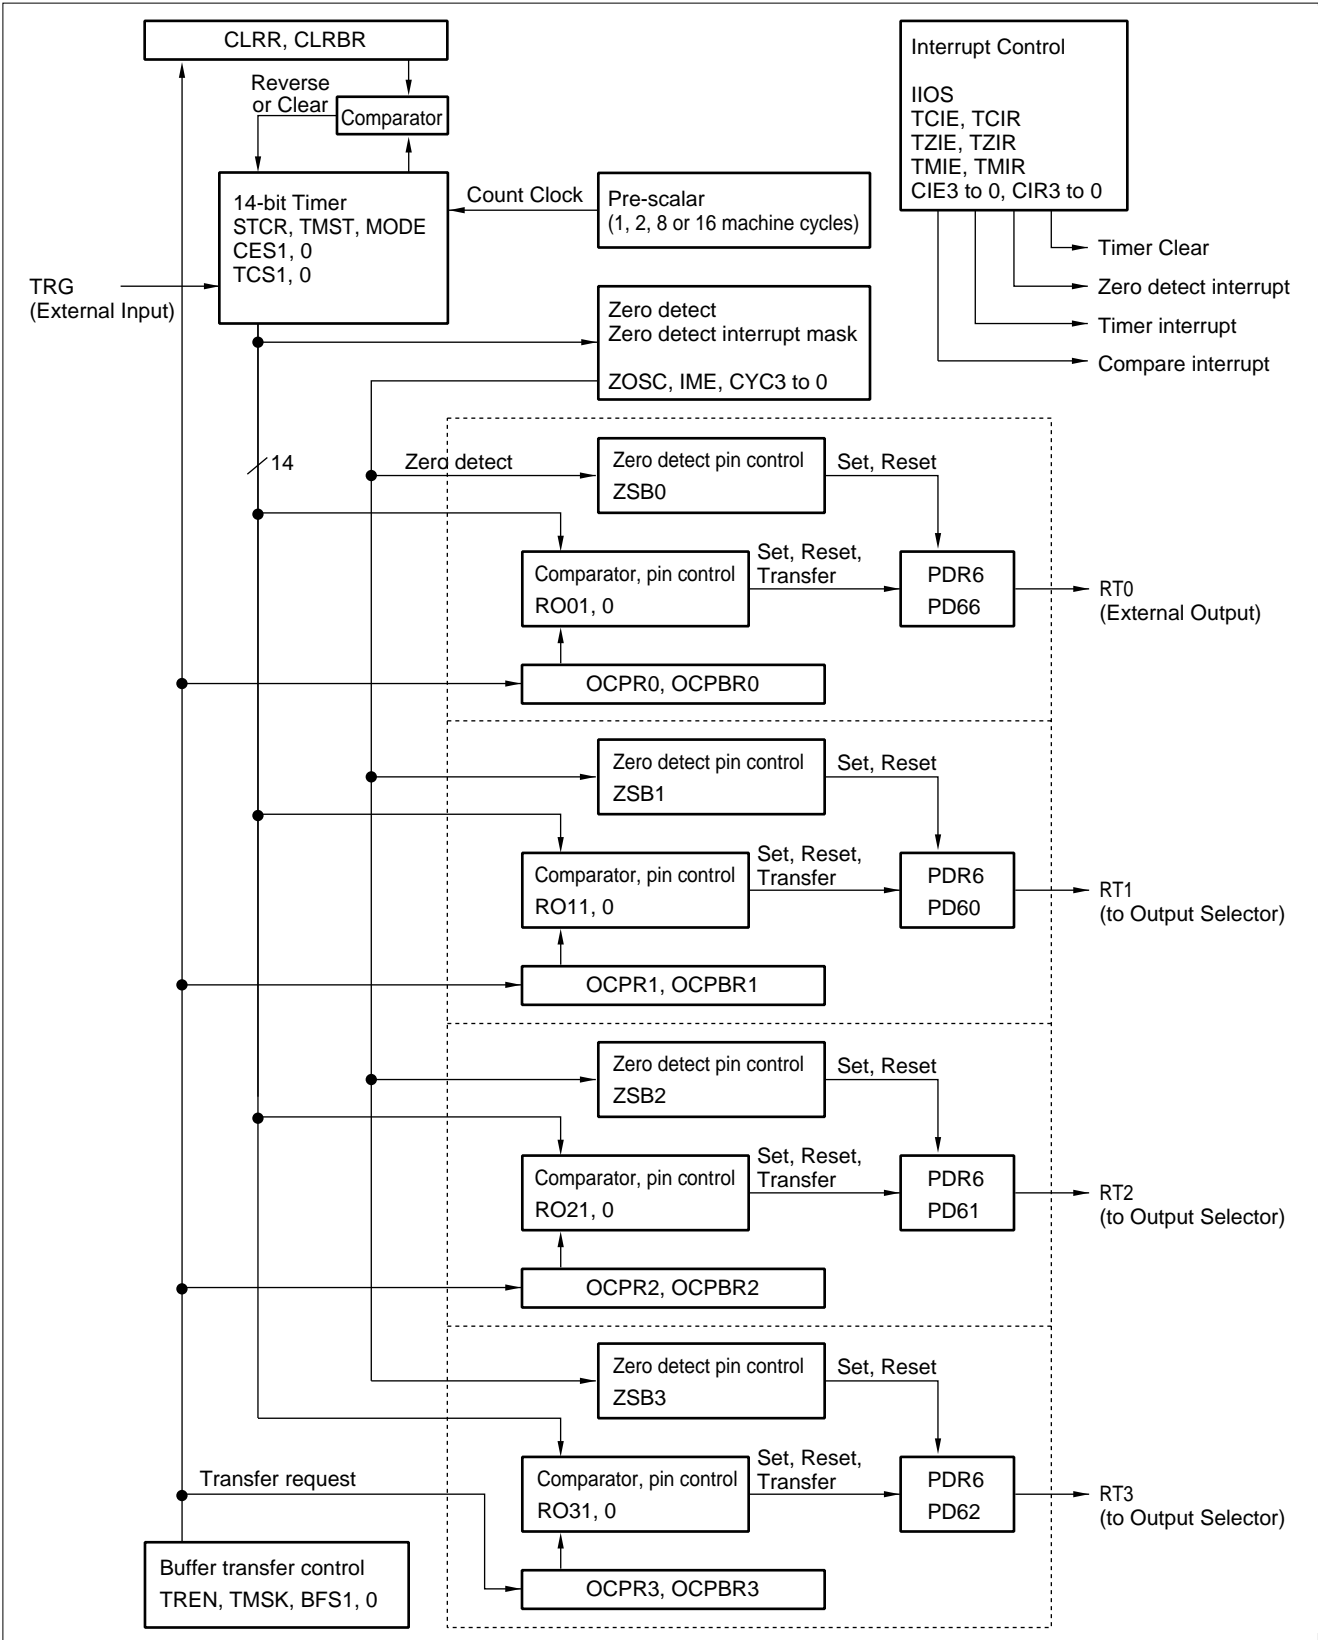 CLRR, CLRBR
Reverse
or Clear
Comparator
Interrupt Control
IIOS
TCIE, TCIR
TZIE, TZIR
TMIE, TMIR
CIE3 to 0, CIR3 to 0
14-bit Timer
STCR, TMST, MODE
CES1, 0
TCS1, 0
Count Clock
Pre-scalar
(1, 2, 8 or 16 machine cycles)
Timer Clear
Zero detect interrupt
Timer interrupt
Compare interrupt
TRG
(External Input)
Zero detect
Zero detect interrupt mask
ZOSC, IME, CYC3 to 0
14
Zero detect
Zero detect pin control
ZSB0
Set, Reset
Comparator, pin control
RO01, 0
Set, Reset,
Transfer
PDR6
PD66
RT0
(External Output)
OCPR0, OCPBR0
Zero detect pin control
ZSB1
Set, Reset
Comparator, pin control
RO11, 0
Set, Reset,
Transfer
PDR6
PD60
RT1
(to Output Selector)
OCPR1, OCPBR1
Zero detect pin control
ZSB2
Set, Reset
Comparator, pin control
RO21, 0
Set, Reset,
Transfer
PDR6
PD61
RT2
(to Output Selector)
OCPR2, OCPBR2
Zero detect pin control
ZSB3
Set, Reset
Comparator, pin control
RO31, 0
Set, Reset,
Transfer
PDR6
PD62
RT3
(to Output Selector)
Transfer request
OCPR3, OCPBR3
Buffer transfer control
TREN, TMSK, BFS1, 0